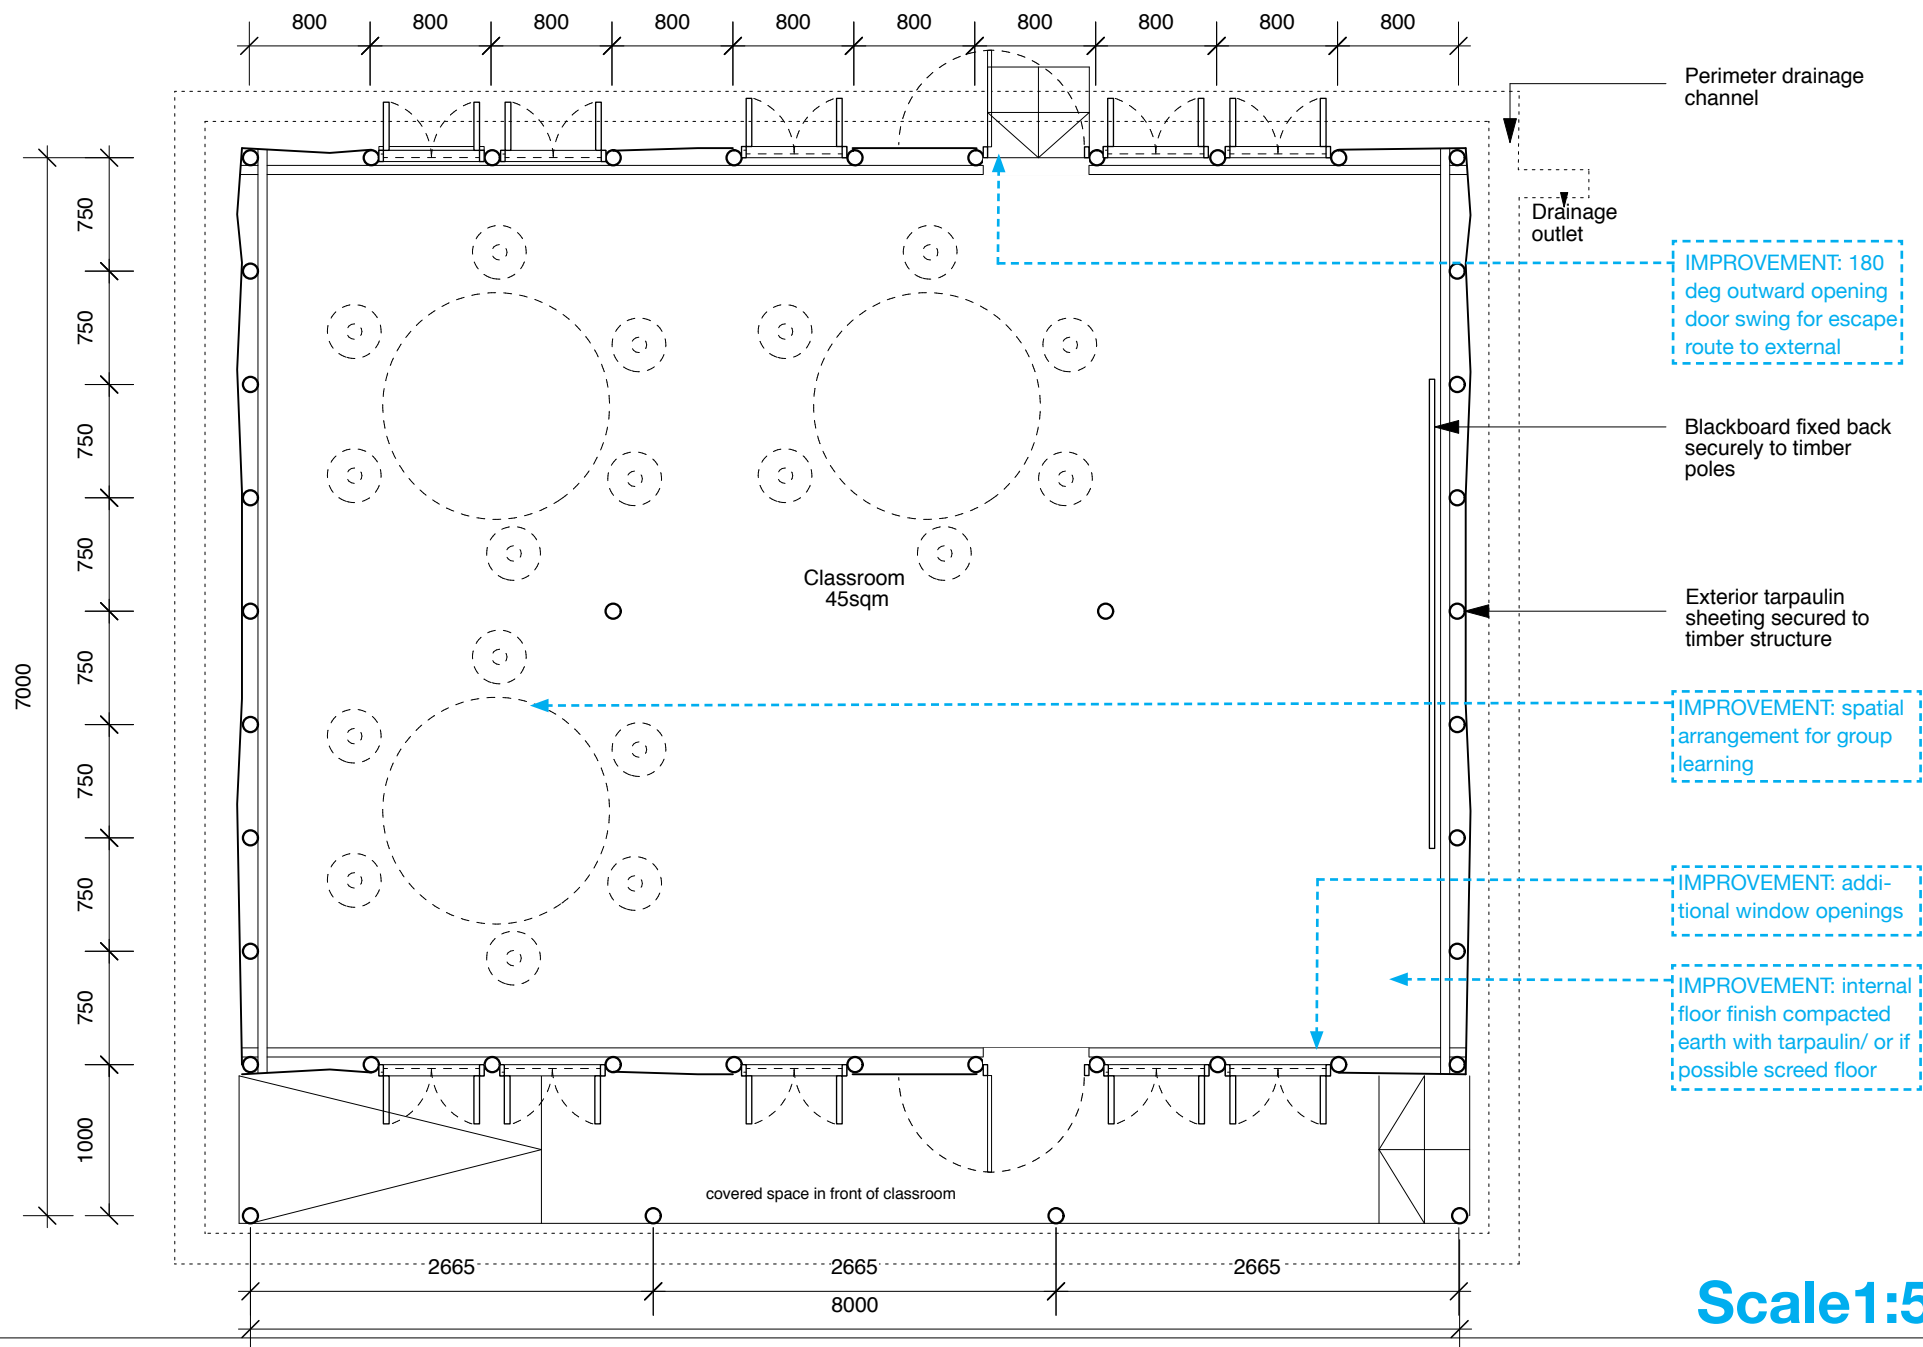 800 800 800 800 800 800 800 800 800 800
Perimeter drainage
channel
Drainage
outlet
IMPROVEMENT: 180
deg outward opening
door swing for escape
route to external
Blackboard fixed back
securely to timber
poles
Classroom
45sqm
Exterior tarpaulin
sheeting secured to
timber structure
IMPROVEMENT: spatial
arrangement for group
learning
IMPROVEMENT: addi-
tional window openings
IMPROVEMENT: internal
floor finish compacted
earth with tarpaulin/ or if
possible screed floor
7000
750
750
750
750
750
750
750
750
1000
covered space in front of classroom
2665 2665 2665
8000
Scale1:5